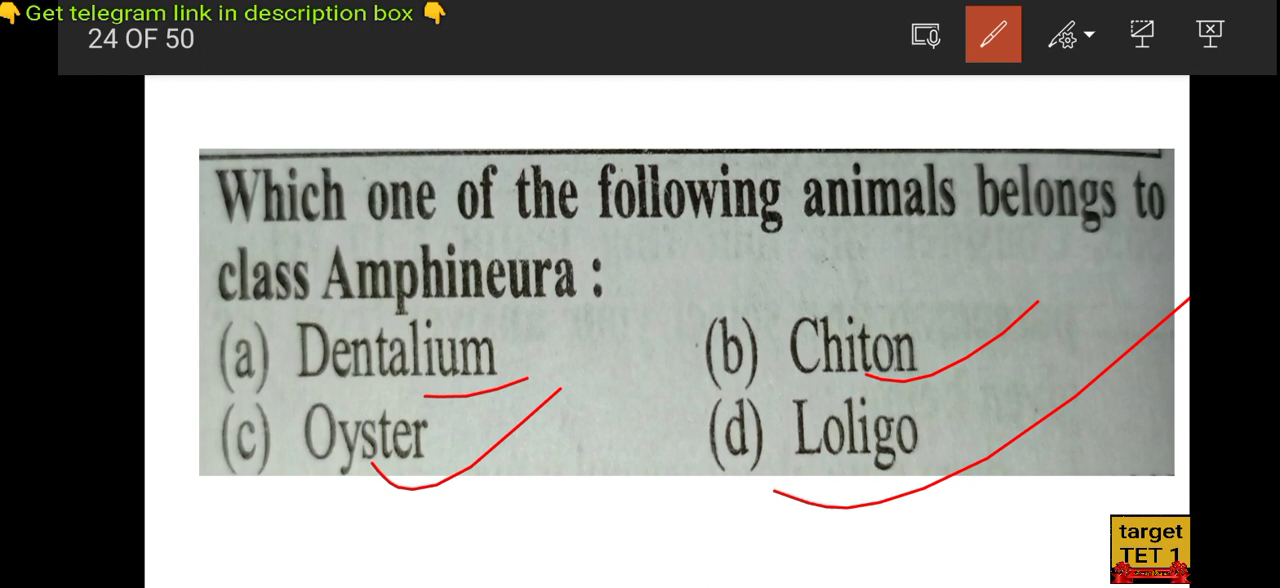 👇 Get telegram link in description box 👇
24 OF 50
Which one of the following animals belongs to
class Amphineura :
(a) Dentalium (b) Chiton
(c) Oyster (d) Loligo
target
TET 1